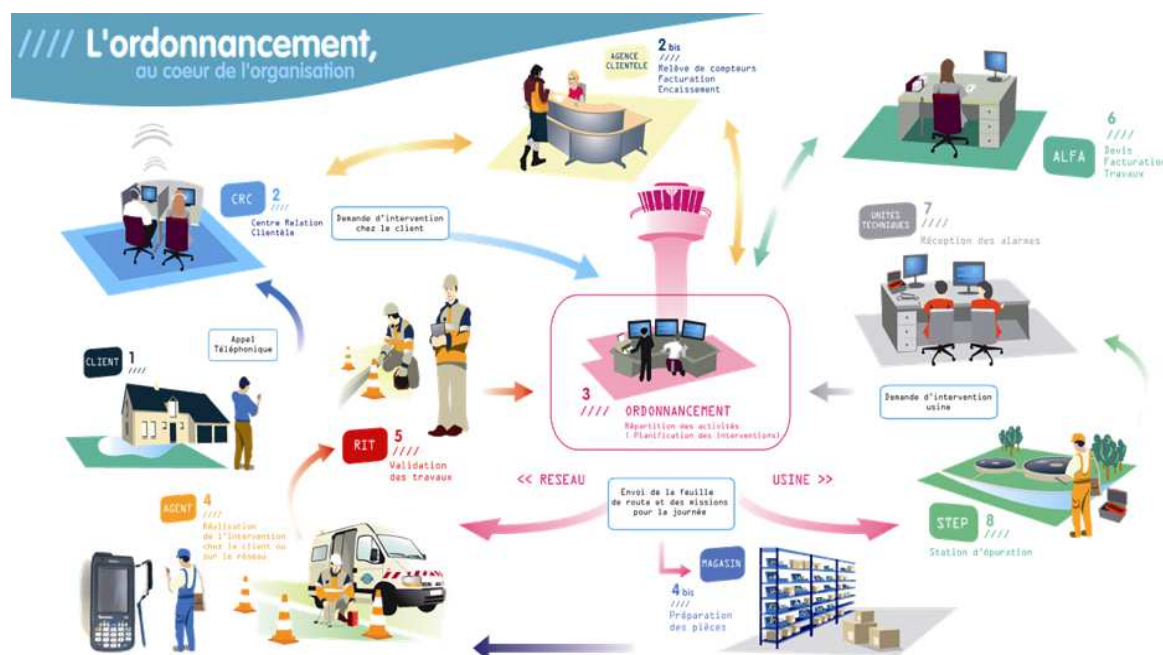 //// L'ordonnancement,
au coeur de l'organisation
AGENCE
CLIENTELE
2 bis
////
Relève de compteurs
Facturation
Encaissement
6
////
ALFA
Devis
Facturation
Travaux
CRC
2
////
Centre Relation
Clientèle
Demande d'intervention
chez le client
UNITES
TECHNIQUES
7
////
Réception des alarmes
Appel
Téléphonique
CLIENT
1
////
3
//// ORDONNANCEMENT
Répartition des activités
( Planification des interventions)
Demande d'intervention
usine
RIT
5
////
Validation
des travaux
<< RESEAU
USINE >>
Envoi de la feuille
de route et des missions
pour la journée
AGENT
4
////
Réalisation
de l'intervention
chez le client ou
sur le réseau
STEP
8
////
Station d'épuration
MAGASIN
4 bis
////
Préparation
des pièces